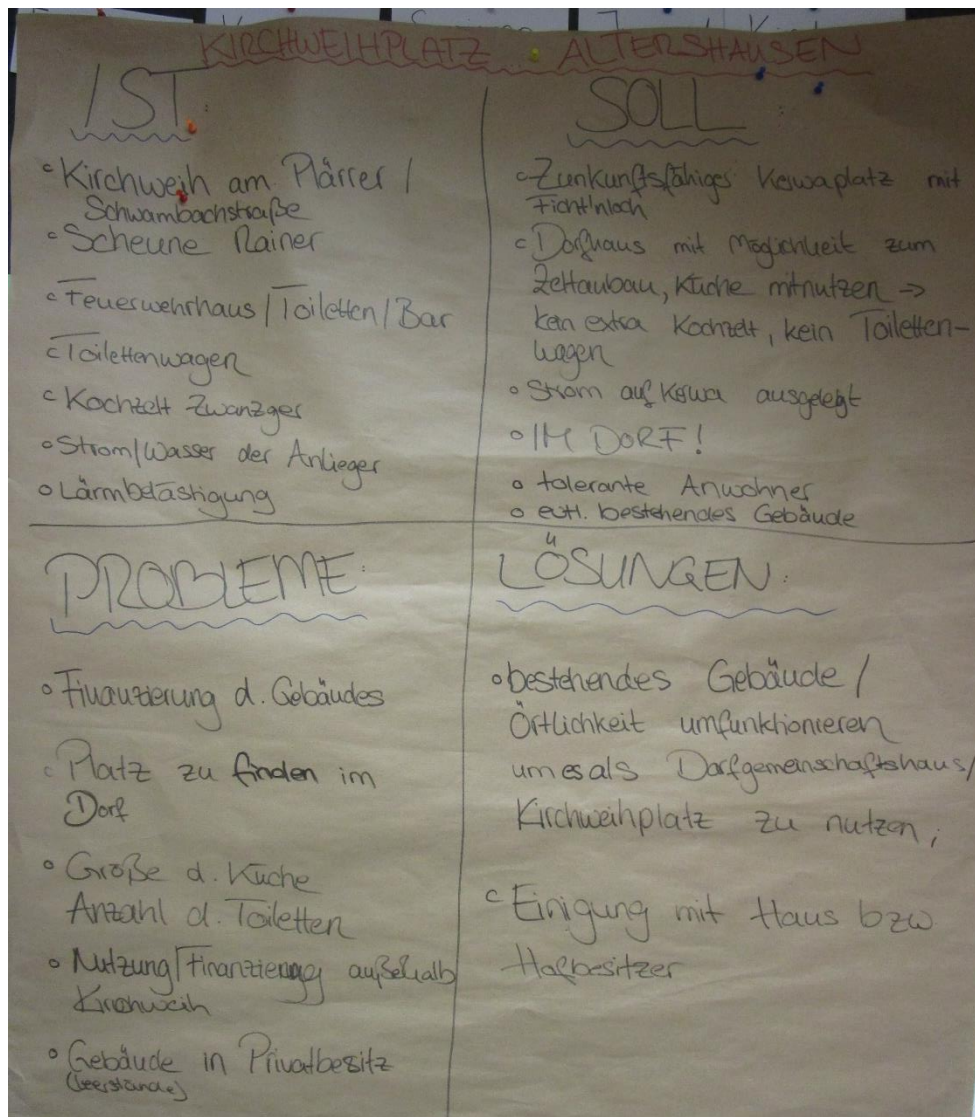 KIRCHWEIHPLATZ ALTERSHAUSEN
IST:
• Kirchweih am Plärrer /
Schwambachstraße
• Scheune Rainer
• Feuerwehrhaus / Toiletten / Bar
• Toilettenwagen
• Kochzelt Zwanzger
• Strom/Wasser der Anlieger
• Lärmbelästigung
SOLL
• Zunkunftsfähiges Kerwaplatz mit
Fichtnloch
• Dorfhaus mit Möglichkeit zum
Zeltanbau, Küche mitnutzen ->
kein extra Kochzelt, kein Toiletten-
wagen
• Strom auf Kerwa ausgelegt
• IM DORF!
• tolerante Anwohner
• evtl. bestehendes Gebäude
PROBLEME:
• Finanzierung d. Gebäudes
• Platz zu finden im
Dorf
• Größe d. Küche
Anzahl d. Toiletten
• Nutzung/Finanzierung außerhalb
Kirchweih
• Gebäude in Privatbesitz
(Leerstände)
LÖSUNGEN:
• bestehendes Gebäude /
Örtlichkeit umfunktionieren
um es als Dorfgemeinschaftshaus/
Kirchweihplatz zu nutzen,
• Einigung mit Haus bzw
Hofbesitzer